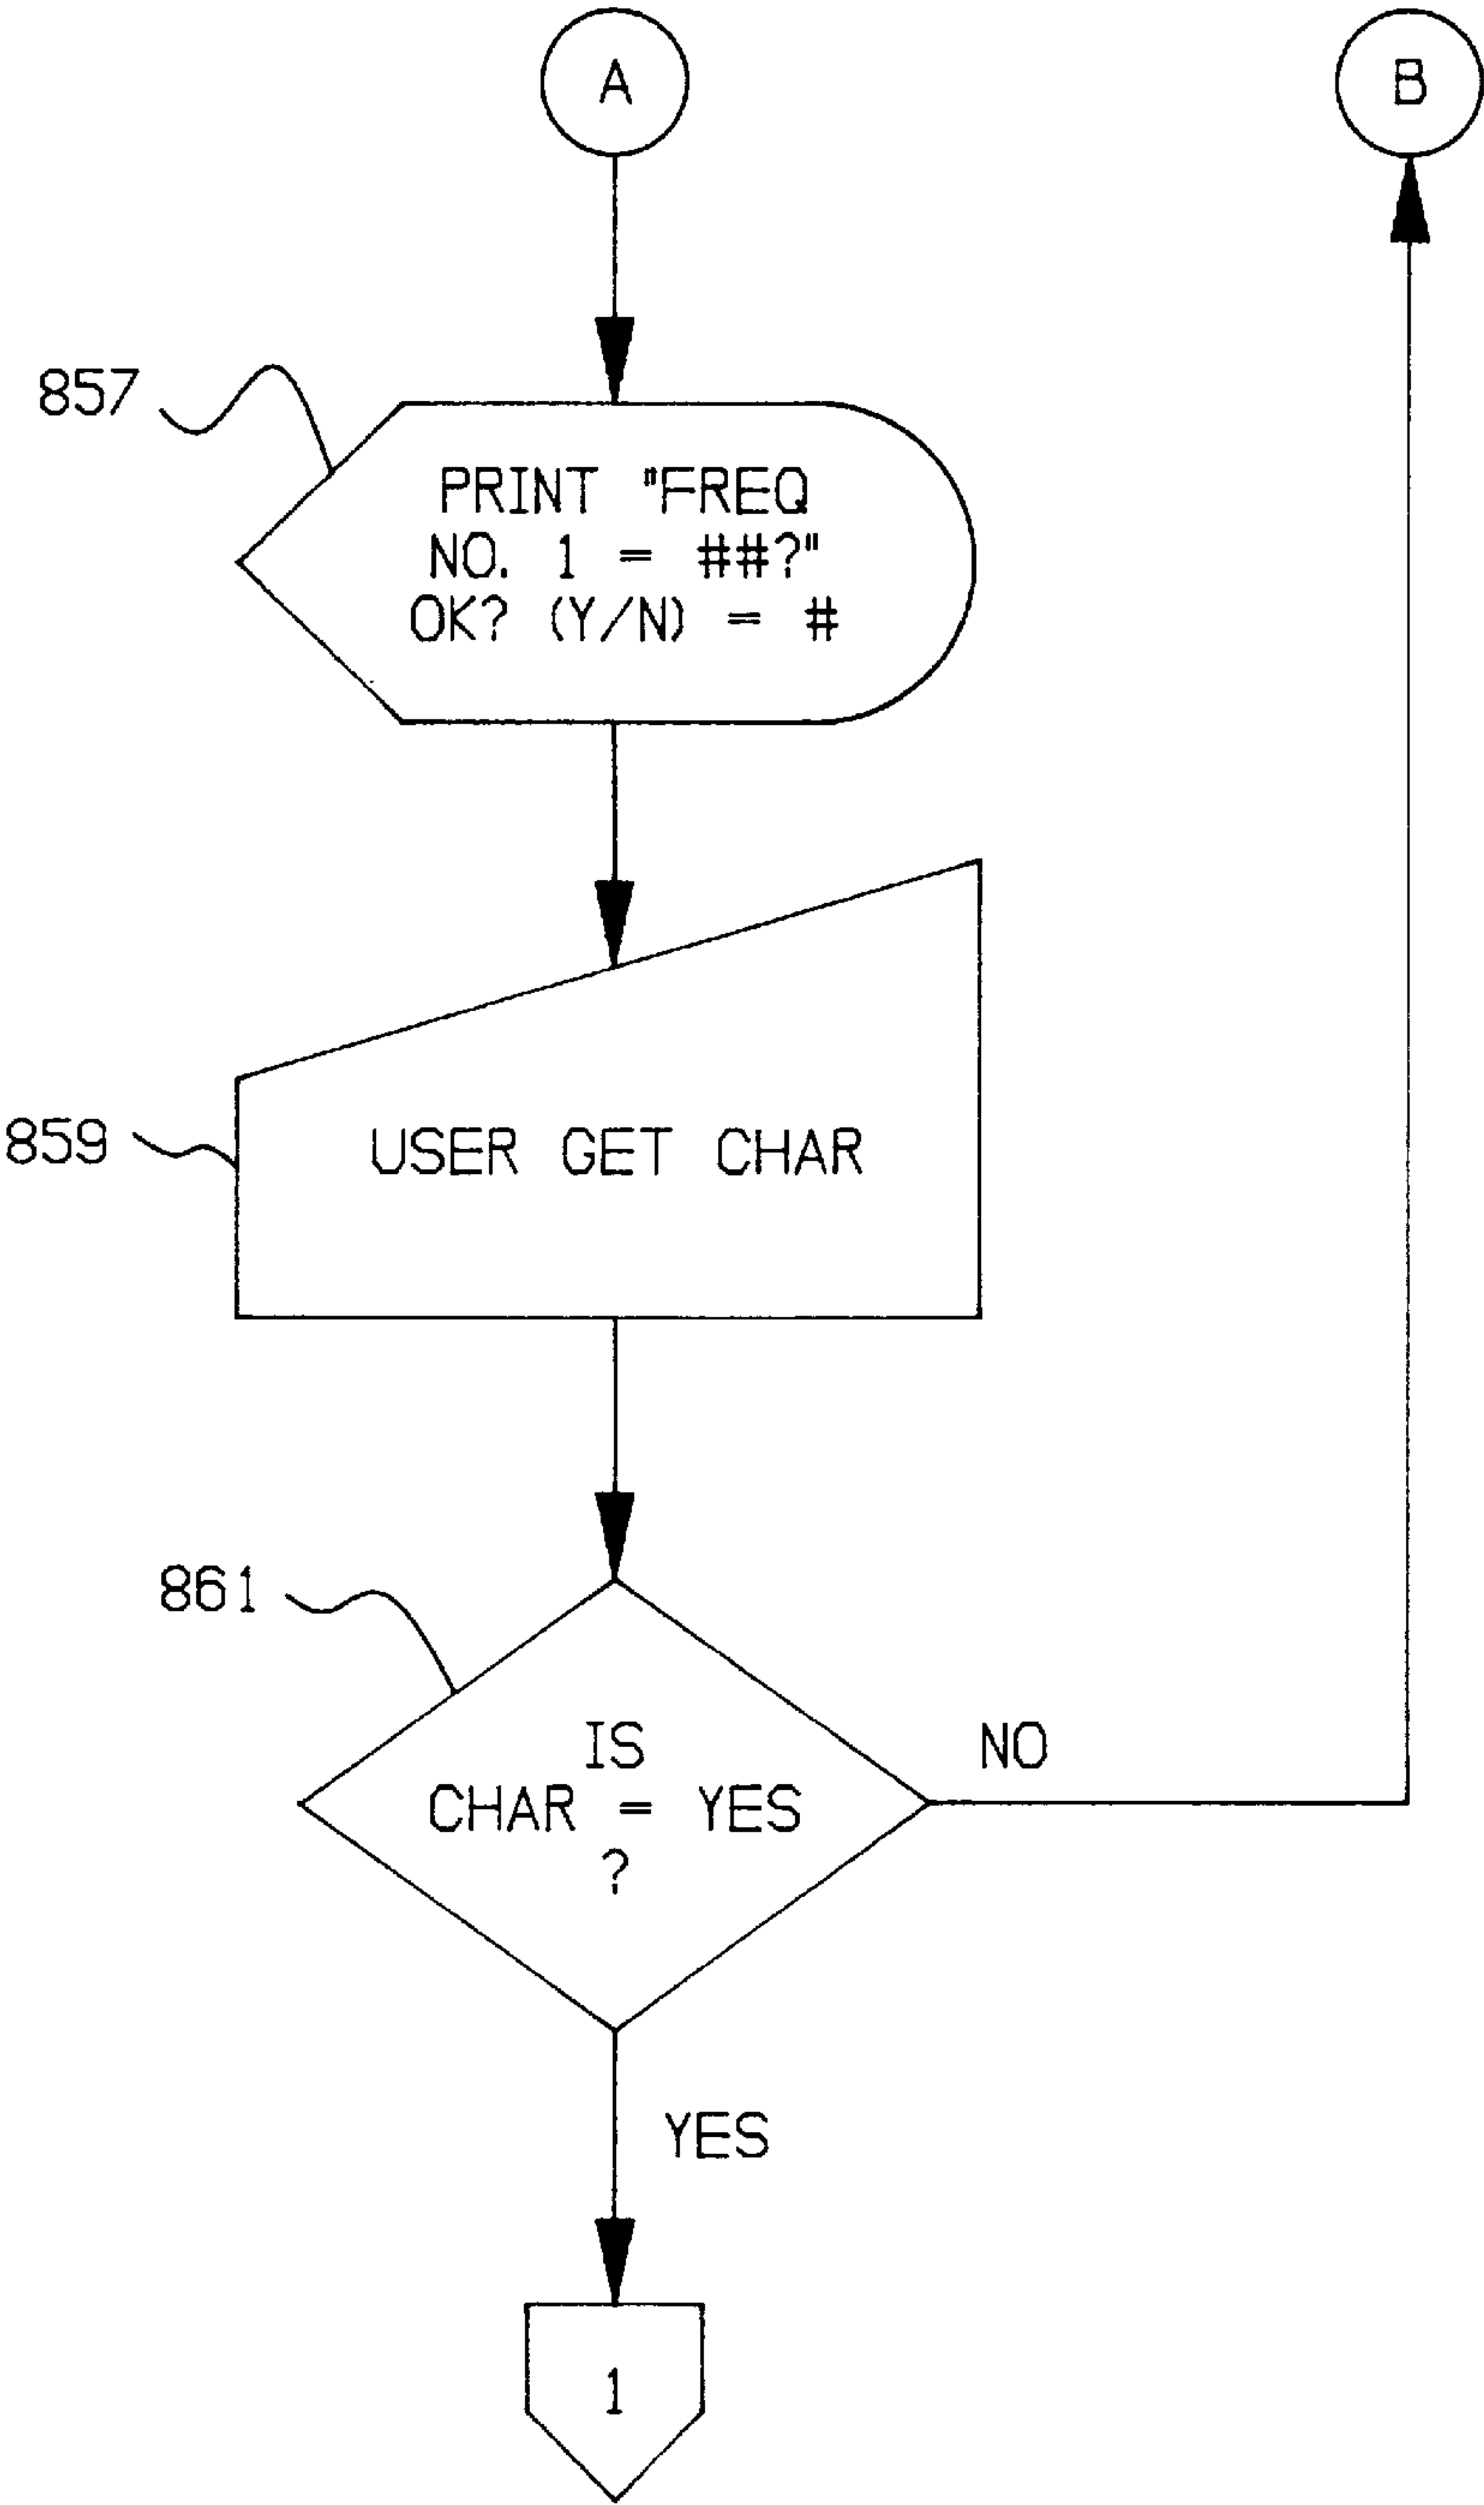 A
B
857
PRINT "FREQ
NO. 1 = ##?"
OK? (Y/N) = #
859
USER GET CHAR
861
IS
CHAR = YES
?
NO
YES
1